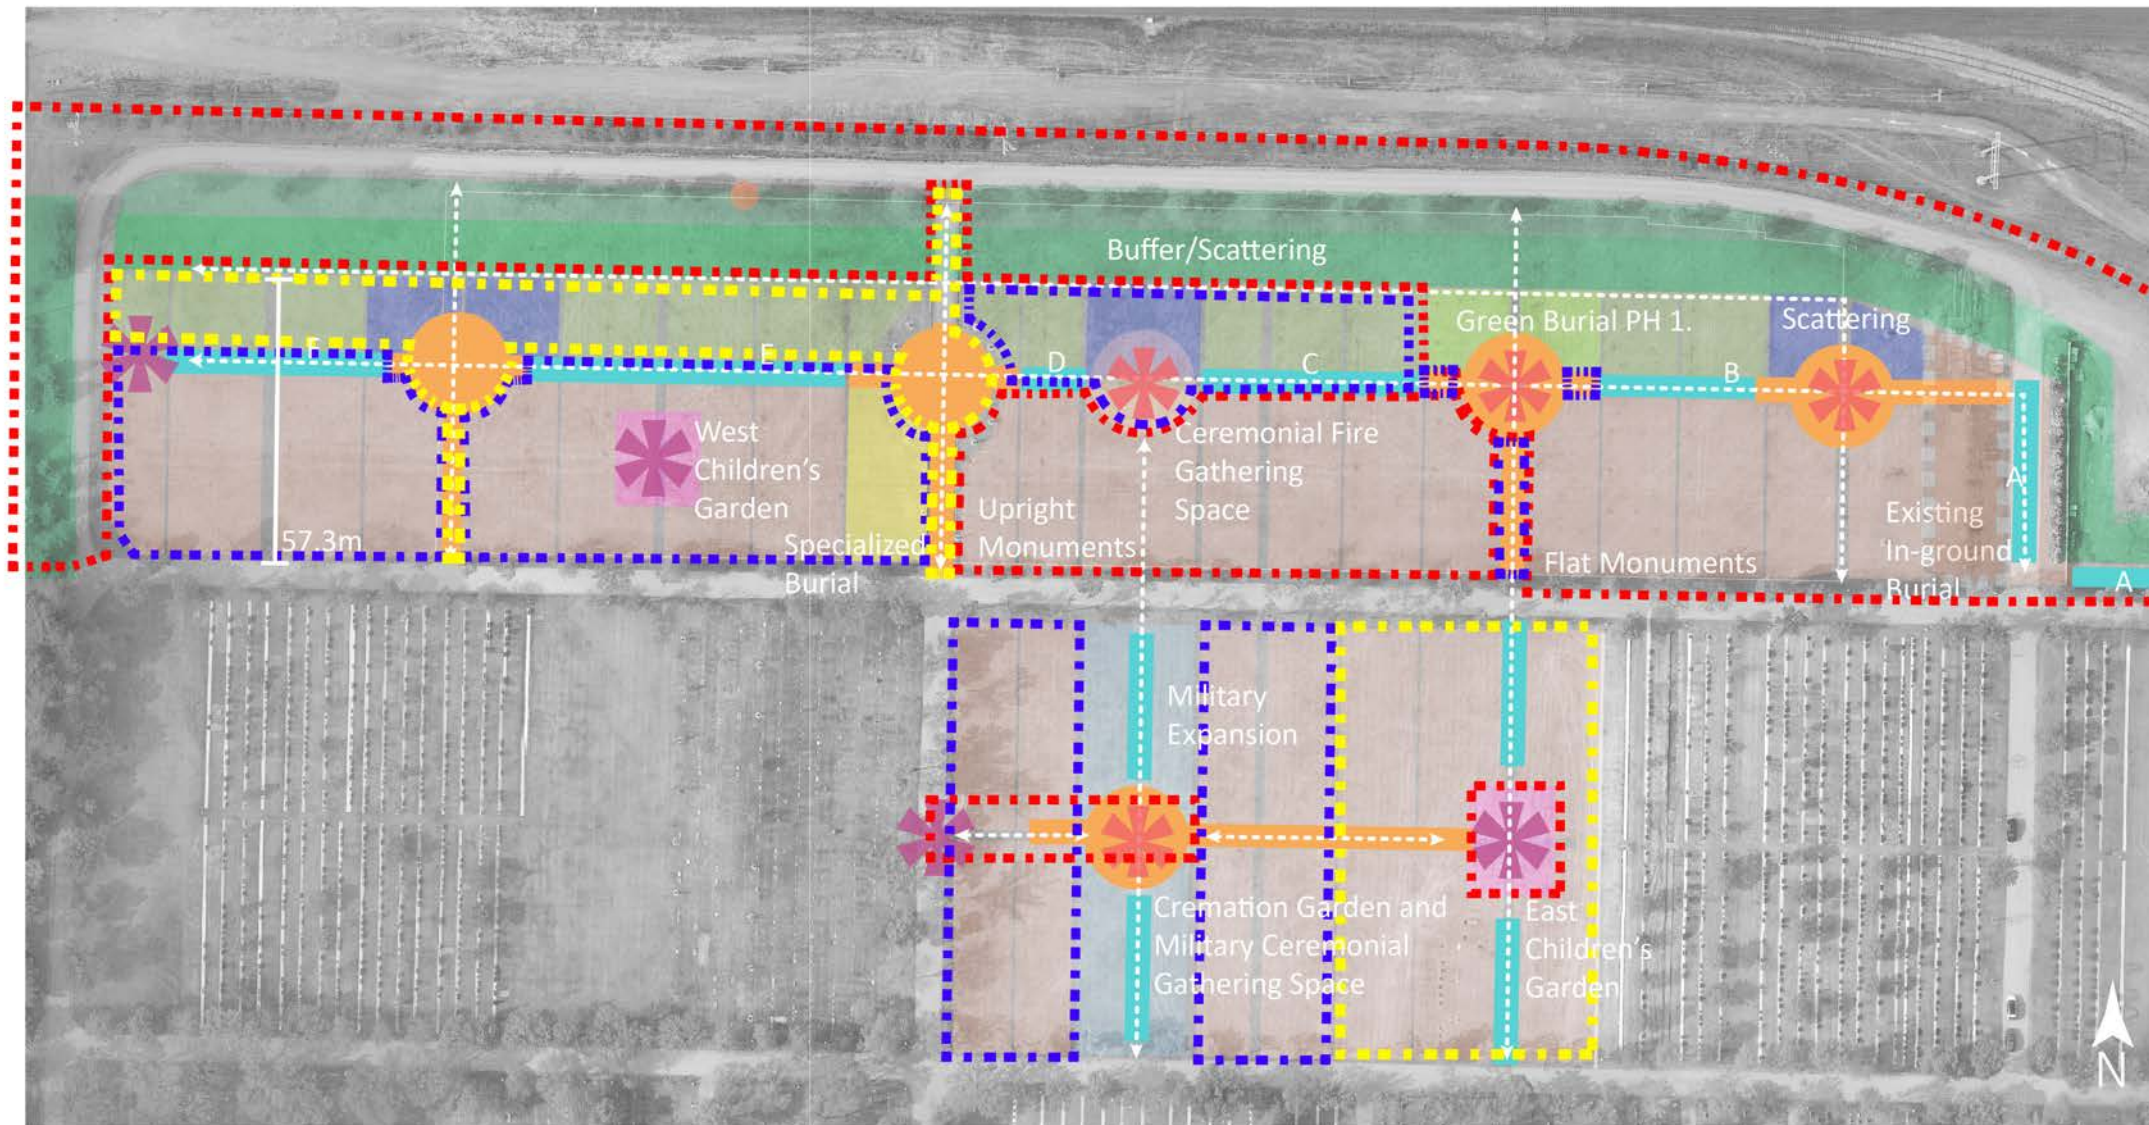 Buffer/Scattering
Green Burial PH 1.
Scattering
F
E
D
C
B
A
West
Children's
Garden
Ceremonial Fire
Gathering
Space
57.3m
Specialized
Burial
Upright
Monuments
Flat Monuments
Existing
In-ground
Burial
A
Military
Expansion
Cremation Garden and
Military Ceremonial
Gathering Space
East
Children's
Garden
N